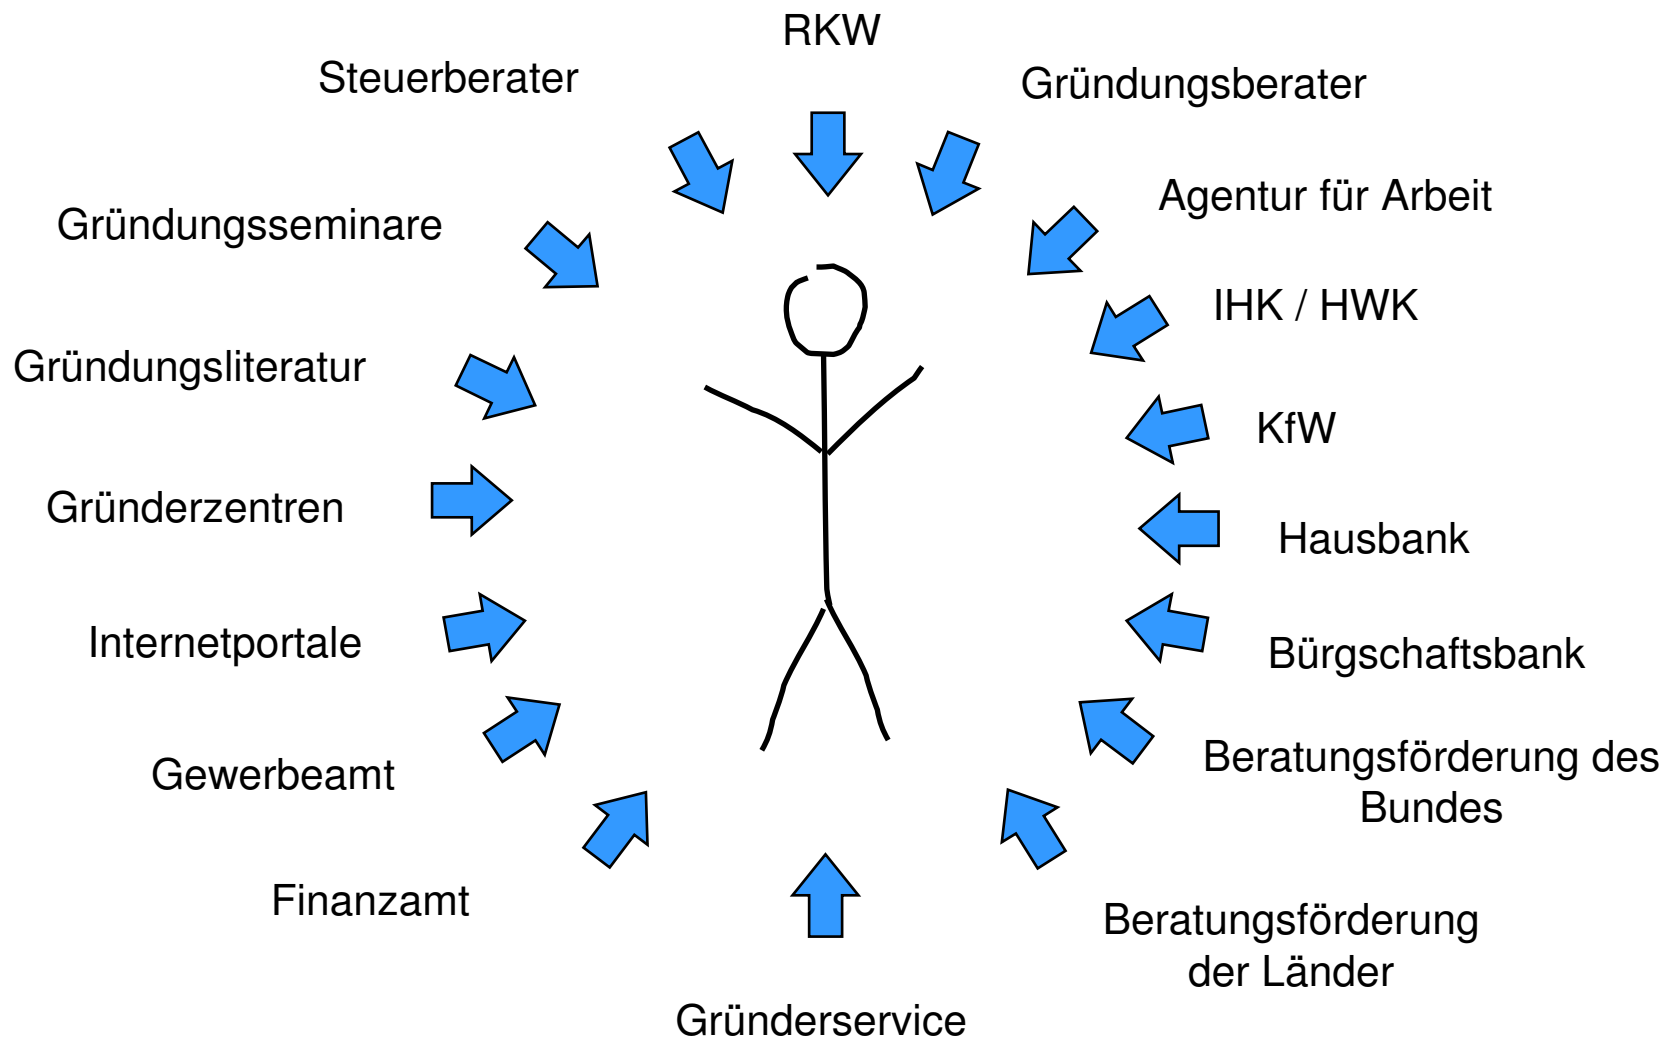 RKW
Steuerberater
Gründungsberater
Agentur für Arbeit
Gründungsseminare
IHK / HWK
Gründungsliteratur
KfW
Gründerzentren
Hausbank
Internetportale
Bürgschaftsbank
Beratungsförderung des
Bundes
Gewerbeamt
Finanzamt
Beratungsförderung
der Länder
Gründerservice